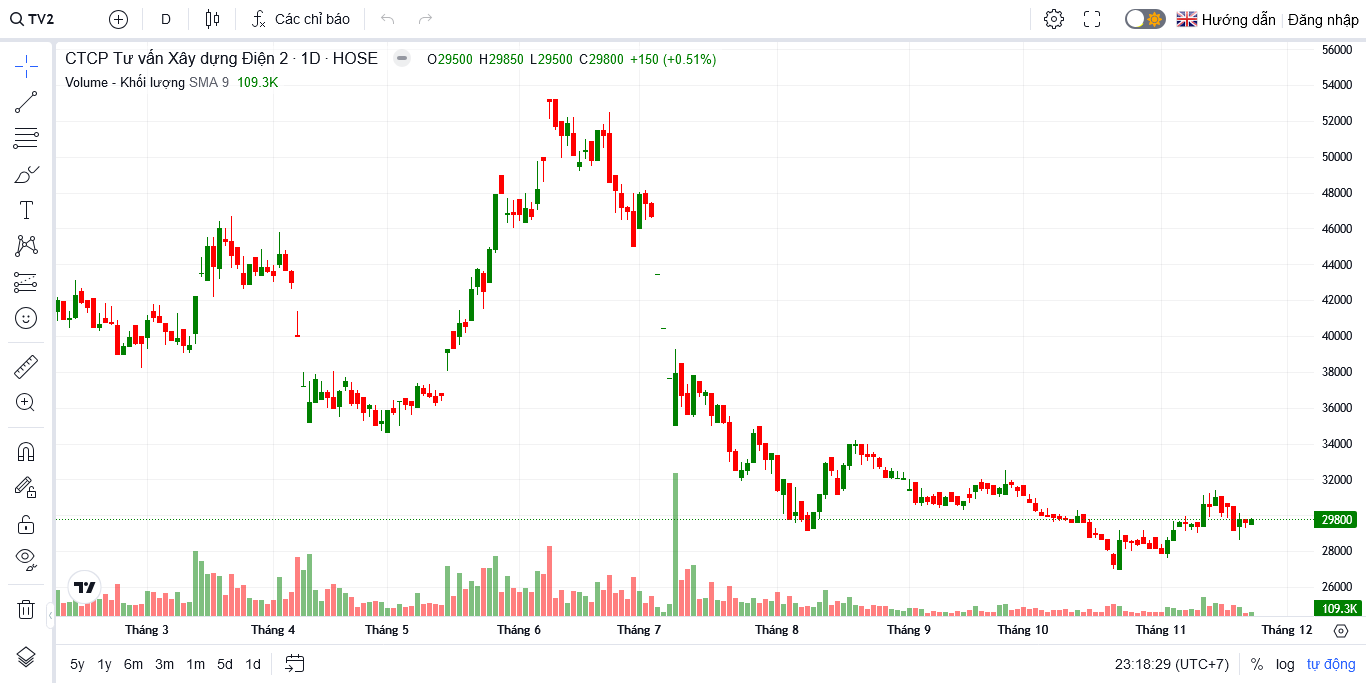 TV2 D Các chỉ báo Hướng dẫn Đăng nhập
CTCP Tư vấn Xây dựng Điện 2 · 1D · HOSE O29500 H29850 L29500 C29800 +150 (+0.51%)
Volume - Khối lượng SMA 9 109.3K
56000
54000
52000
50000
48000
46000
44000
42000
40000
38000
36000
34000
32000
29800
28000
26000
109.3K
Tháng 3 Tháng 4 Tháng 5 Tháng 6 Tháng 7 Tháng 8 Tháng 9 Tháng 10 Tháng 11 Tháng 12
5y 1y 6m 3m 1m 5d 1d 23:18:29 (UTC+7) % log tự động